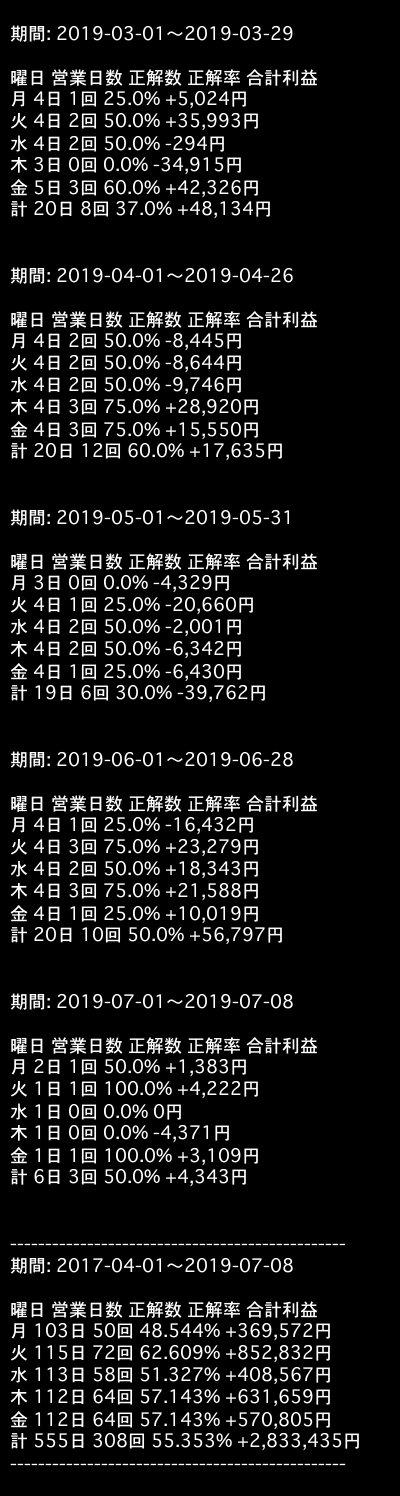 期間: 2019-03-01〜2019-03-29
曜日 営業日数 正解数 正解率 合計利益
月 4日 1回 25.0% +5,024円
火 4日 2回 50.0% +35,993円
水 4日 2回 50.0% -294円
木 3日 0回 0.0% -34,915円
金 5日 3回 60.0% +42,326円
計 20日 8回 37.0% +48,134円
期間: 2019-04-01〜2019-04-26
曜日 営業日数 正解数 正解率 合計利益
月 4日 2回 50.0% -8,445円
火 4日 2回 50.0% -8,644円
水 4日 2回 50.0% -9,746円
木 4日 3回 75.0% +28,920円
金 4日 3回 75.0% +15,550円
計 20日 12回 60.0% +17,635円
期間: 2019-05-01〜2019-05-31
曜日 営業日数 正解数 正解率 合計利益
月 3日 0回 0.0% -4,329円
火 4日 1回 25.0% -20,660円
水 4日 2回 50.0% -2,001円
木 4日 2回 50.0% -6,342円
金 4日 1回 25.0% -6,430円
計 19日 6回 30.0% -39,762円
期間: 2019-06-01〜2019-06-28
曜日 営業日数 正解数 正解率 合計利益
月 4日 1回 25.0% -16,432円
火 4日 3回 75.0% +23,279円
水 4日 2回 50.0% +18,343円
木 4日 3回 75.0% +21,588円
金 4日 1回 25.0% +10,019円
計 20日 10回 50.0% +56,797円
期間: 2019-07-01〜2019-07-08
曜日 営業日数 正解数 正解率 合計利益
月 2日 1回 50.0% +1,383円
火 1日 1回 100.0% +4,222円
水 1日 0回 0.0% 0円
木 1日 0回 0.0% -4,371円
金 1日 1回 100.0% +3,109円
計 6日 3回 50.0% +4,343円
------------------------------------------------
期間: 2017-04-01〜2019-07-08
曜日 営業日数 正解数 正解率 合計利益
月 103日 50回 48.544% +369,572円
火 115日 72回 62.609% +852,832円
水 113日 58回 51.327% +408,567円
木 112日 64回 57.143% +631,659円
金 112日 64回 57.143% +570,805円
計 555日 308回 55.353% +2,833,435円
------------------------------------------------